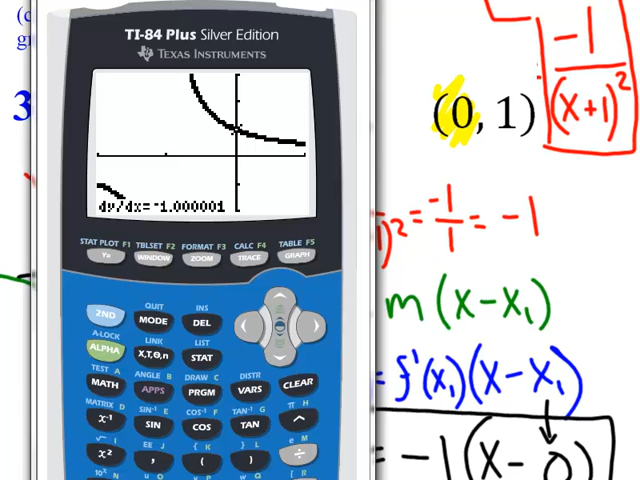 (c
gr
3
TI-84 Plus Silver Edition
TEXAS INSTRUMENTS
dy/dx=-1.000001
STAT PLOT F1 TBLSET F2 FORMAT F3 CALC F4 TABLE F5
Y= WINDOW ZOOM TRACE GRAPH
QUIT INS
2ND MODE DEL
A-LOCK LINK LIST
ALPHA X,T,Θ,n STAT
TEST A ANGLE B DRAW C DISTR
MATH APPS PRGM VARS CLEAR
MATRIX D SIN⁻¹ E COS⁻¹ F TAN⁻¹ G π H
x⁻¹ SIN COS TAN ^
√ I EE J { K } L e M
x² , ( ) ÷
10ˣ N u O v P w Q [ R
-1/(x+1)²
(0, 1)
)² = -1/1 = -1
m(x-x₁)
= f'(x₁)(x-x₁)
= -1(x-0)